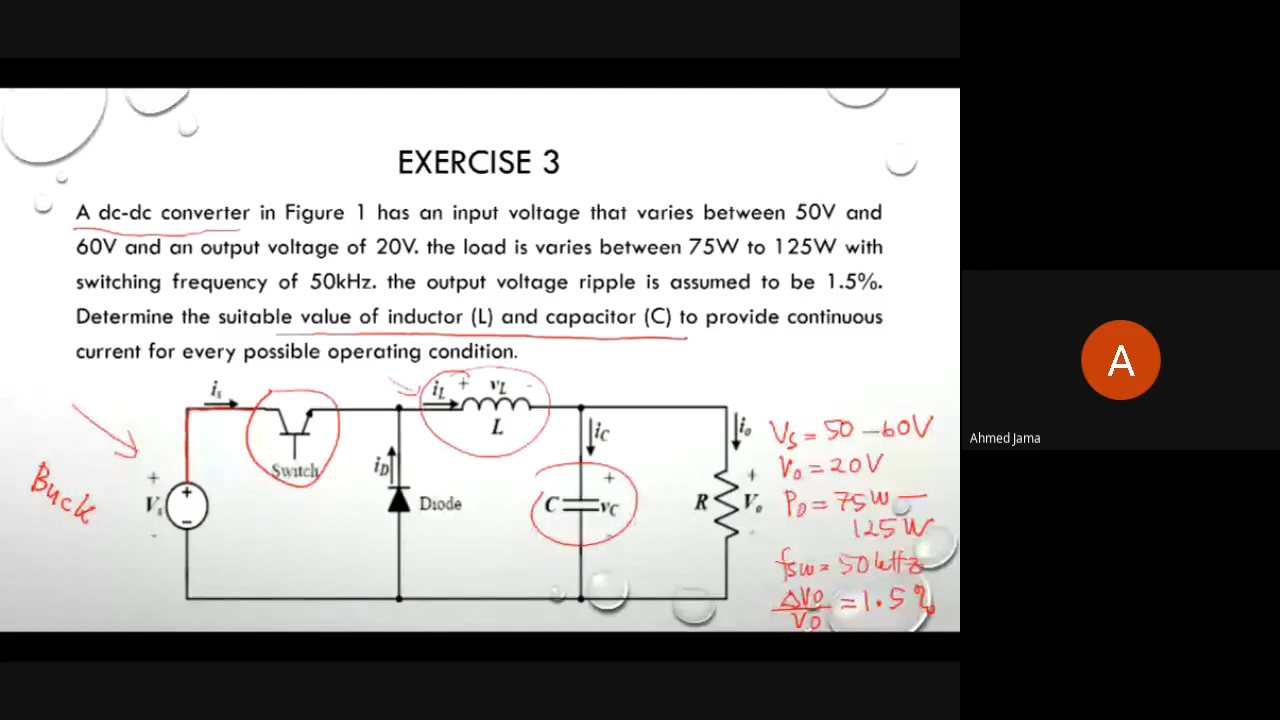 EXERCISE 3
A dc-dc converter in Figure 1 has an input voltage that varies between 50V and
60V and an output voltage of 20V. the load is varies between 75W to 125W with
switching frequency of 50kHz. the output voltage ripple is assumed to be 1.5%.
Determine the suitable value of inductor (L) and capacitor (C) to provide continuous
current for every possible operating condition.
Buck
+
Vs
-
+
-
is
Switch
iD
Diode
iL
+ vL -
L
iC
+
C
vC
-
io
R
+
Vo
-
Vs = 50 – 60V
Vo = 20V
Po = 75W –
125W
fsw = 50kHz
ΔVo
Vo
= 1.5%
A
Ahmed Jama